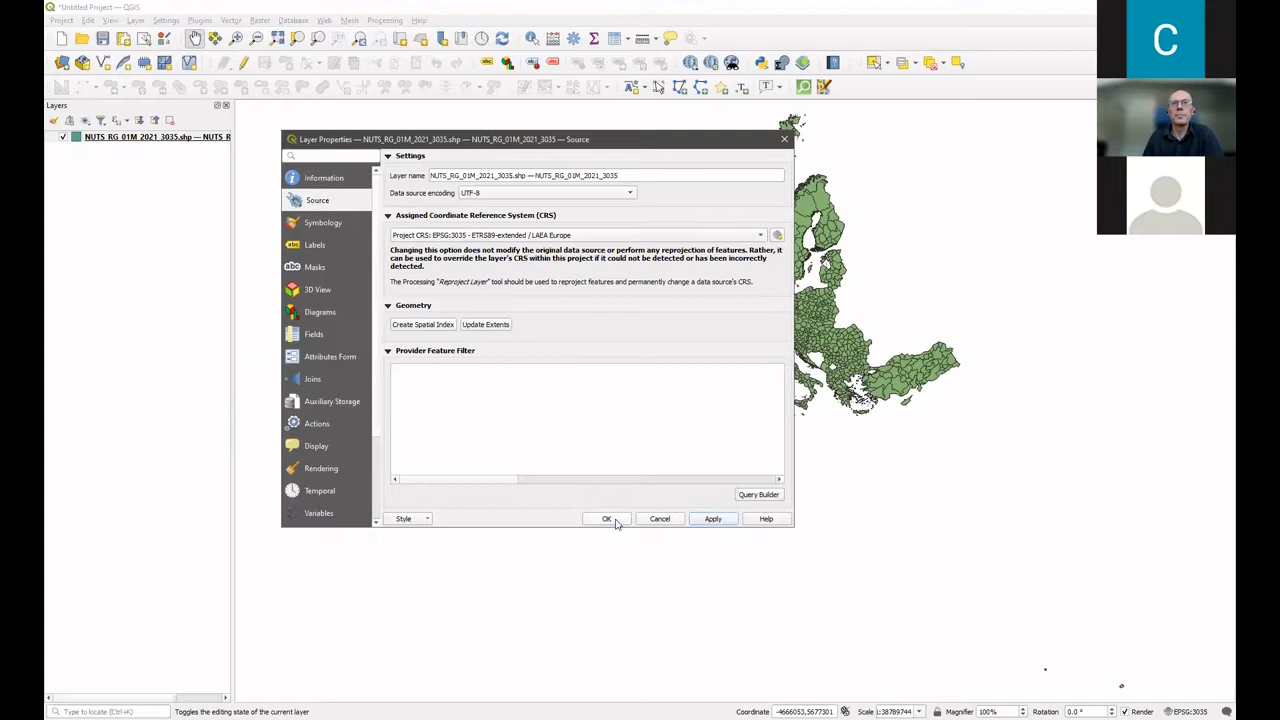 *Untitled Project — QGIS
Project Edit View Layer Settings Plugins Vector Raster Database Web Mesh Processing Help
C
Layers
NUTS_RG_01M_2021_3035.shp — NUTS_R
Layer Properties — NUTS_RG_01M_2021_3035.shp — NUTS_RG_01M_2021_3035 — Source
Information
Source
Symbology
Labels
Masks
3D View
Diagrams
Fields
Attributes Form
Joins
Auxiliary Storage
Actions
Display
Rendering
Temporal
Variables
Settings
Layer name NUTS_RG_01M_2021_3035.shp — NUTS_RG_01M_2021_3035
Data source encoding UTF-8
Assigned Coordinate Reference System (CRS)
Project CRS: EPSG:3035 - ETRS89-extended / LAEA Europe
Changing this option does not modify the original data source or perform any reprojection of features. Rather, it
can be used to override the layer's CRS within this project if it could not be detected or has been incorrectly
detected.
The Processing "Reproject Layer" tool should be used to reproject features and permanently change a data source's CRS.
Geometry
Create Spatial Index Update Extents
Provider Feature Filter
Query Builder
Style OK Cancel Apply Help
Type to locate (Ctrl+K) Toggles the editing state of the current layer Coordinate -4666053,5677301 Scale 1:38789744 Magnifier 100% Rotation 0.0 ° Render EPSG:3035